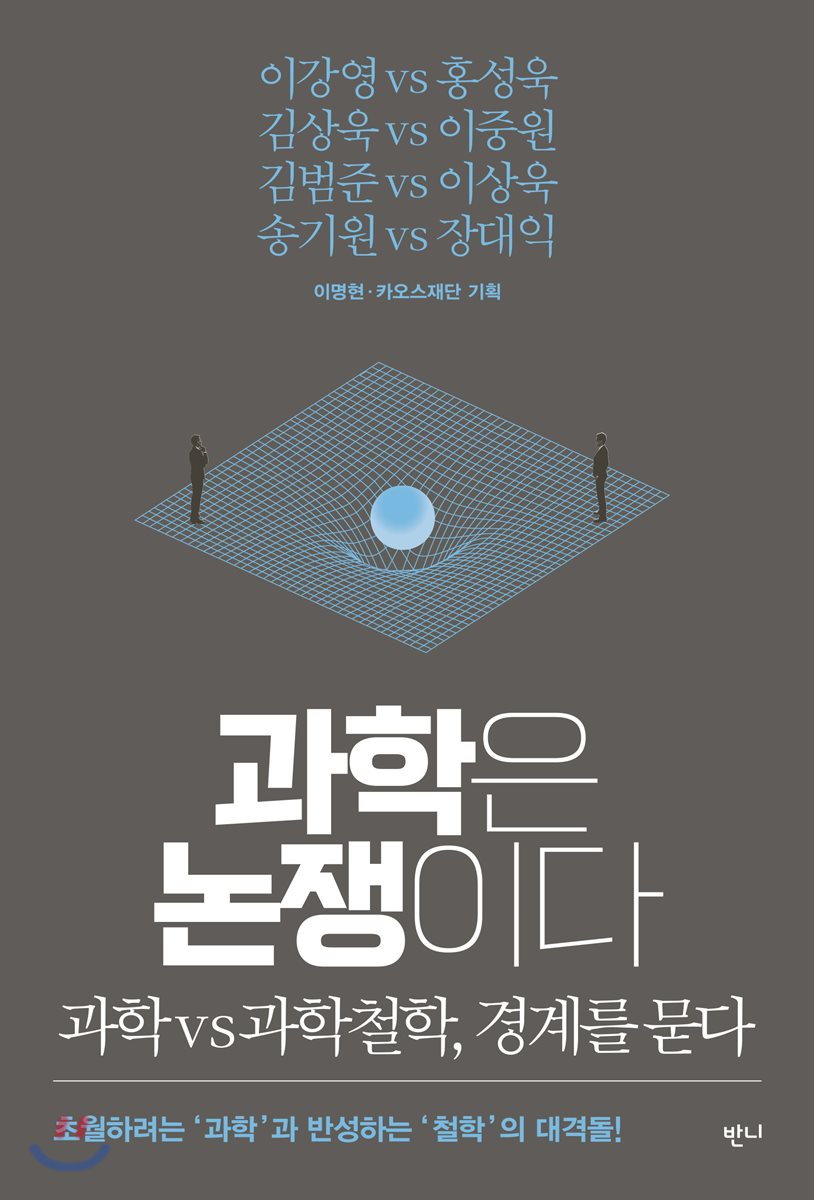 이강영 vs 홍성욱
김상욱 vs 이중원
김범준 vs 이상욱
송기원 vs 장대익
이명현·카오스재단 기획
과학은
논쟁이다
과학 vs 과학철학, 경계를 묻다
초월하려는 ‘과학’과 반성하는 ‘철학’의 대격돌!
반니